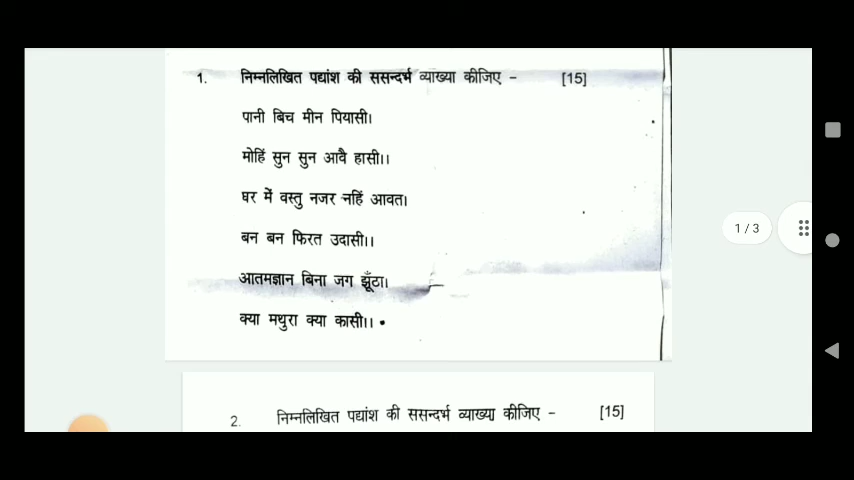 1. निम्नलिखित पद्यांश की ससन्दर्भ व्याख्या कीजिए - [15]
पानी बिच मीन पियासी।
मोहिं सुन सुन आवै हासी।।
घर में वस्तु नजर नहिं आवत।
बन बन फिरत उदासी।।
आतमज्ञान बिना जग झूँठा।
क्या मथुरा क्या कासी।।
1 / 3
2. निम्नलिखित पद्यांश की ससन्दर्भ व्याख्या कीजिए - [15]